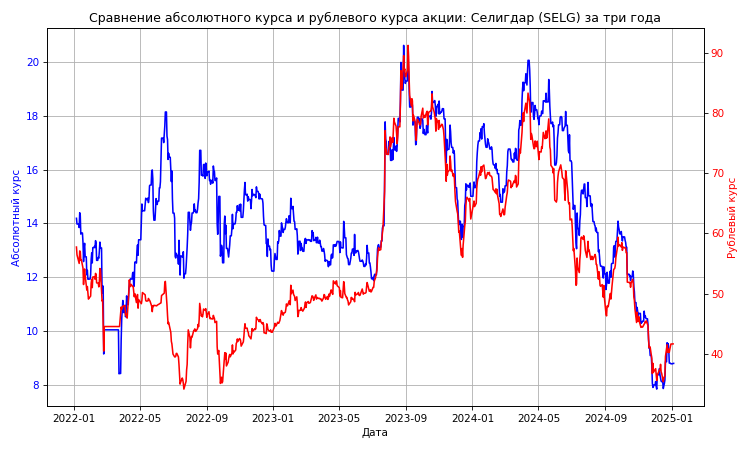 Сравнение абсолютного курса и рублевого курса акции: Селигдар (SELG) за три года
Абсолютный курс
20
18
16
14
12
10
8
90
80
70
60
50
40
Рублевый курс
2022-01 2022-05 2022-09 2023-01 2023-05 2023-09 2024-01 2024-05 2024-09 2025-01
Дата